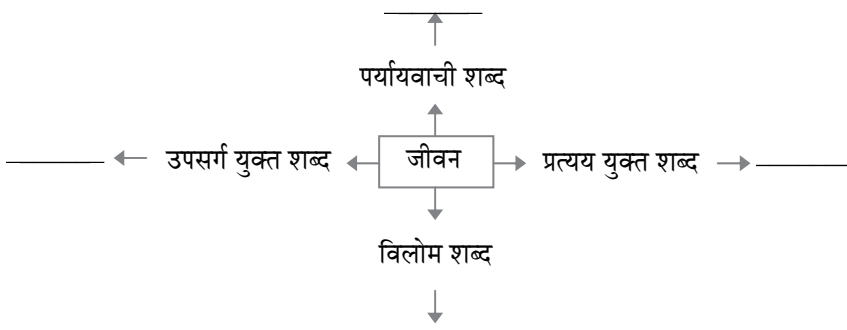 पर्यायवाची शब्द
उपसर्ग युक्त शब्द
जीवन
प्रत्यय युक्त शब्द
विलोम शब्द